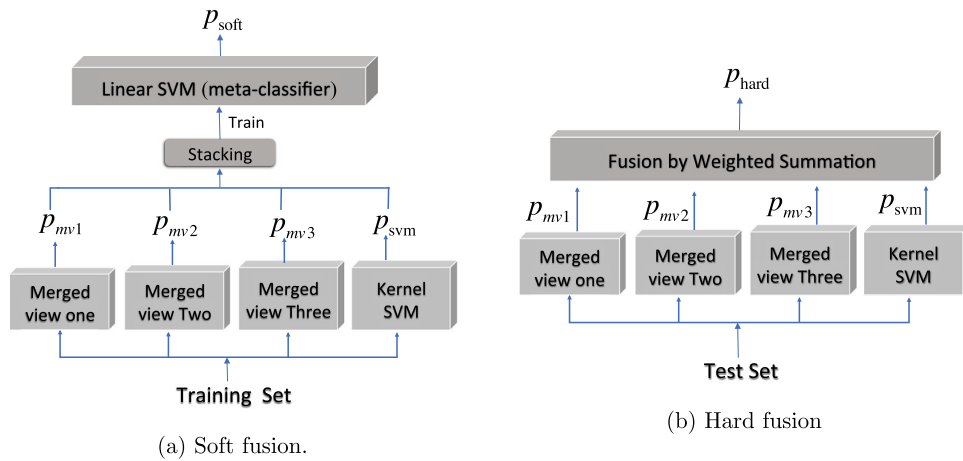 p_soft
Linear SVM (meta-classifier)
Train
Stacking
p_mv1 p_mv2 p_mv3 p_svm
Merged view one
Merged view Two
Merged view Three
Kernel SVM
Training Set
(a) Soft fusion.
p_hard
Fusion by Weighted Summation
p_mv1 p_mv2 p_mv3 p_svm
Merged view one
Merged view Two
Merged view Three
Kernel SVM
Test Set
(b) Hard fusion